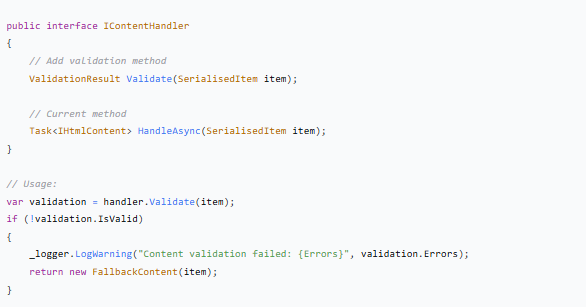 public interface IContentHandler
{
    // Add validation method
    ValidationResult Validate(SerialisedItem item);

    // Current method
    Task<IHtmlContent> HandleAsync(SerialisedItem item);
}

// Usage:
var validation = handler.Validate(item);
if (!validation.IsValid)
{
    _logger.LogWarning("Content validation failed: {Errors}", validation.Errors);
    return new FallbackContent(item);
}